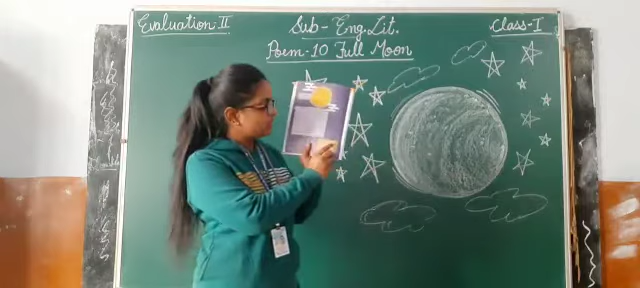 Evaluation-II
Sub- Eng. Lit.
Class-I
Poem-10 Full Moon